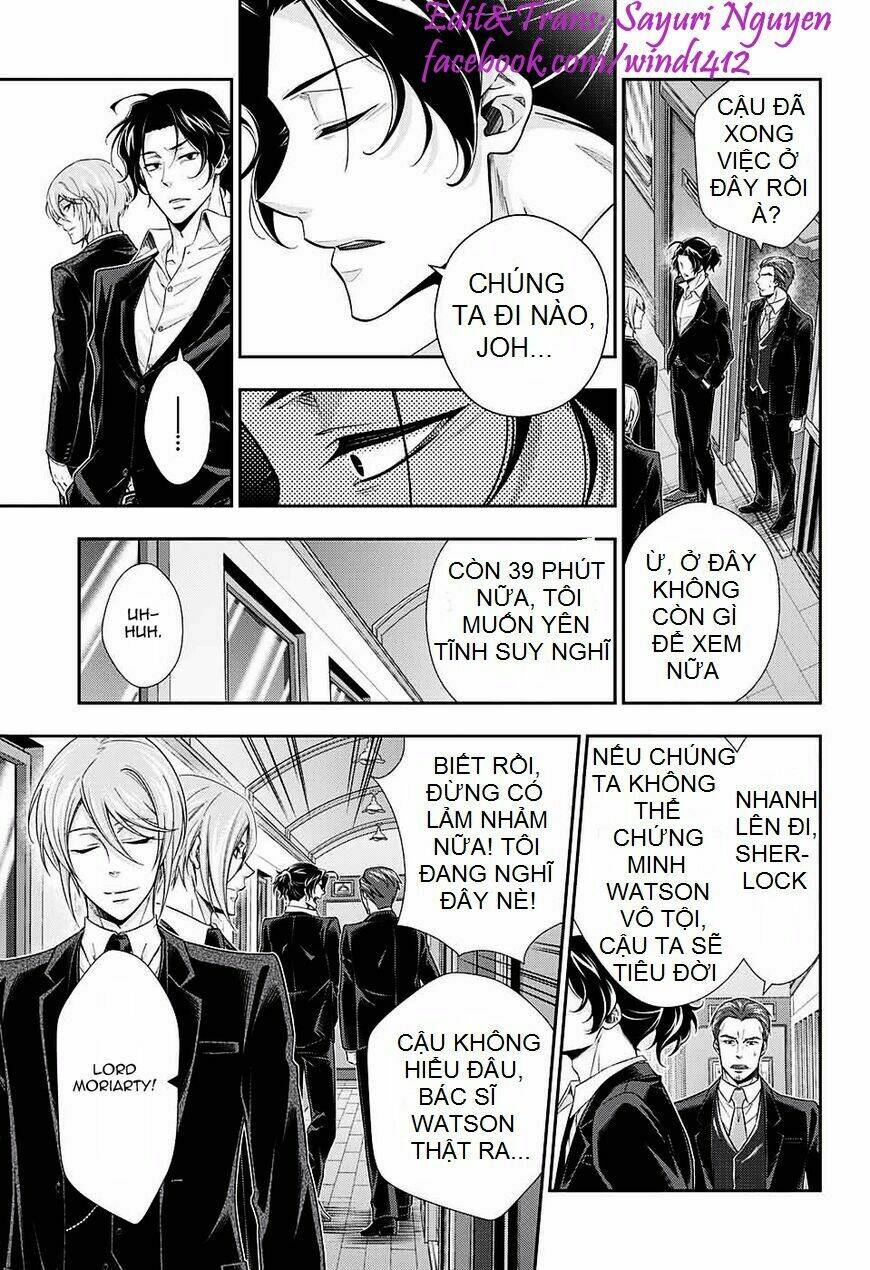 Edit&Trans: Sayuri Nguyen
facebook.com/wind1412
CẬU ĐÃ
XONG
VIỆC Ở
ĐÂY RỒI
À?
Ừ, Ở ĐÂY
KHÔNG
CÒN GÌ
ĐỂ XEM
NỮA
CHÚNG
TA ĐI NÀO,
JOH...
...!
CÒN 39 PHÚT
NỮA, TÔI
MUỐN YÊN
TĨNH SUY NGHĨ
UH-
HUH.
NHANH
LÊN ĐI,
SHER-
LOCK
NẾU CHÚNG
TA KHÔNG
THỂ
CHỨNG
MINH
WATSON
VÔ TỘI,
CẬU TA SẼ
TIÊU ĐỜI
BIẾT RỒI,
ĐỪNG CÓ
LẢM NHẢM
NỮA! TÔI
ĐANG NGHĨ
ĐÂY NÈ!
CẬU KHÔNG
HIỂU ĐÂU,
BÁC SĨ
WATSON
THẬT RA...
LORD
MORIARTY!